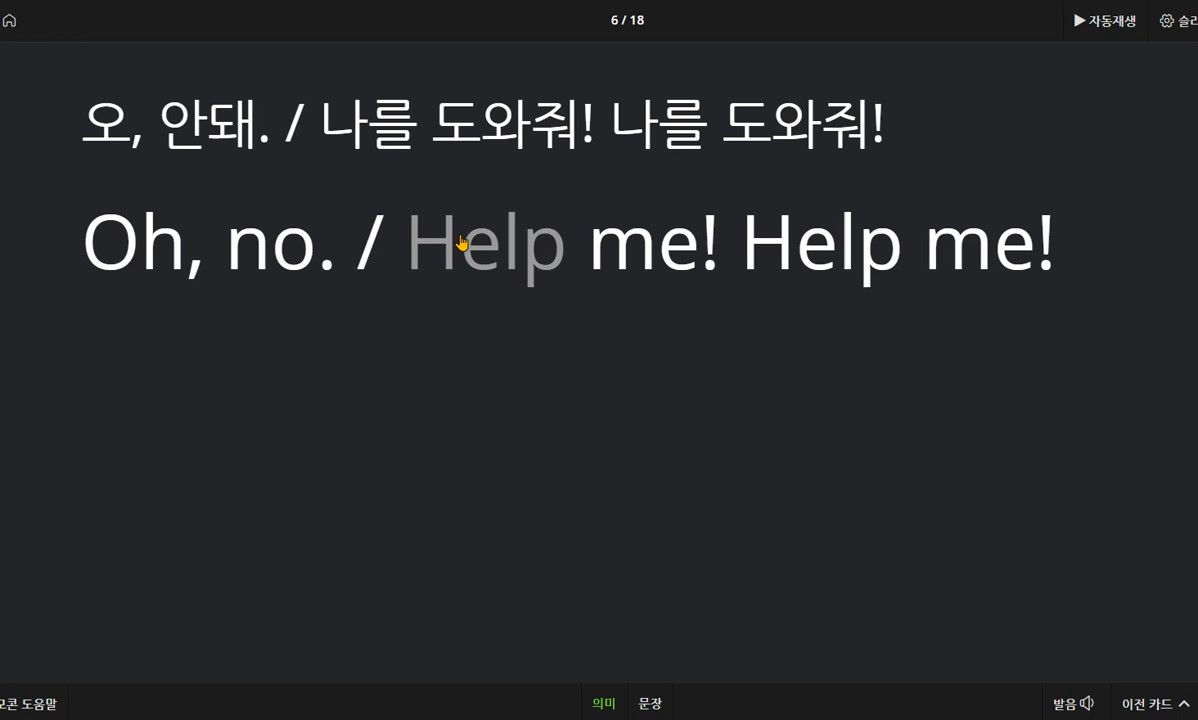 6 / 18
자동재생
오, 안돼. / 나를 도와줘! 나를 도와줘!
Oh, no. / Help me! Help me!
도움말
의미
문장
발음
이전 카드